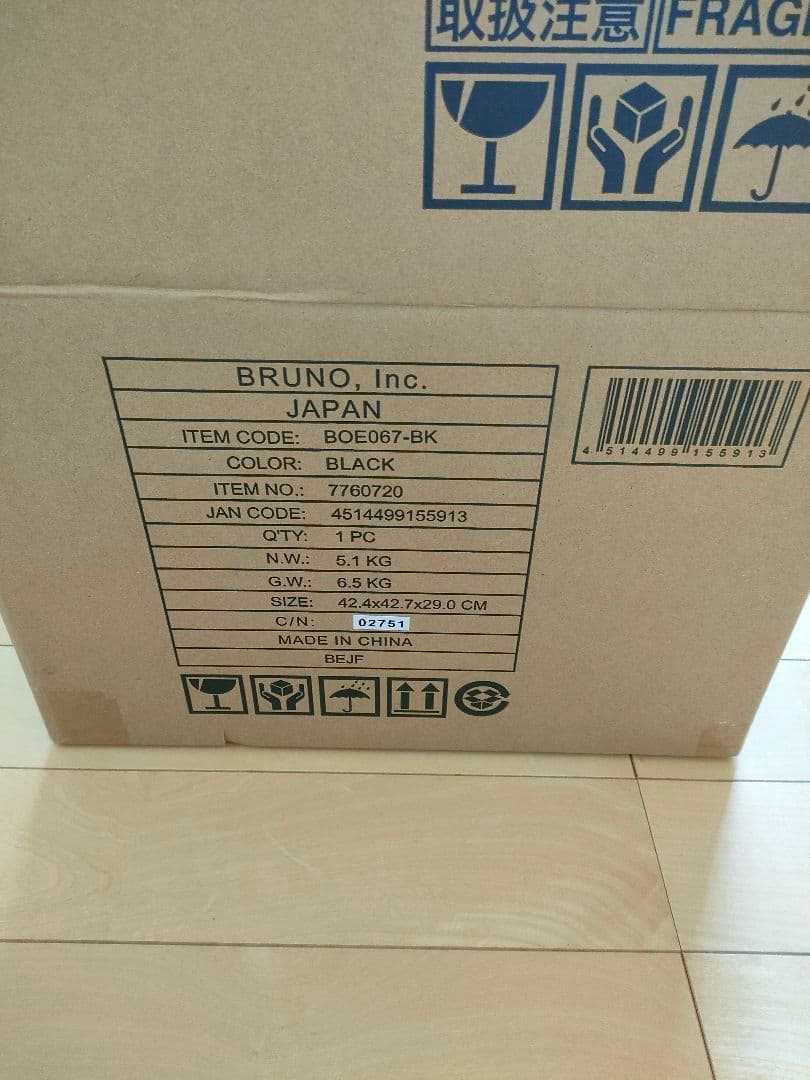 取扱注意 FRAGI
BRUNO, Inc.
JAPAN
ITEM CODE: BOE067-BK
COLOR: BLACK
ITEM NO.: 7760720
JAN CODE: 4514499155913
Q'TY: 1 PC
N.W.: 5.1 KG
G.W.: 6.5 KG
SIZE: 42.4x42.7x29.0 CM
C/N: 02751
MADE IN CHINA
BEJF
4 514499 155913